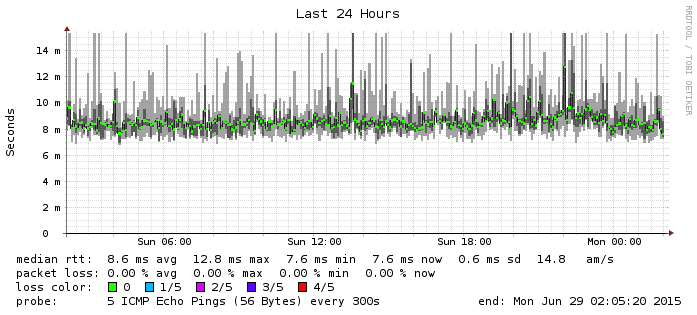 Last 24 Hours
RRDTOOL / TOBI OETIKER
Seconds
14 m
12 m
10 m
8 m
6 m
4 m
2 m
0
Sun 06:00 Sun 12:00 Sun 18:00 Mon 00:00
median rtt: 8.6 ms avg 12.8 ms max 7.6 ms min 7.6 ms now 0.6 ms sd 14.8 am/s
packet loss: 0.00 % avg 0.00 % max 0.00 % min 0.00 % now
loss color: 0 1/5 2/5 3/5 4/5
probe: 5 ICMP Echo Pings (56 Bytes) every 300s end: Mon Jun 29 02:05:20 2015